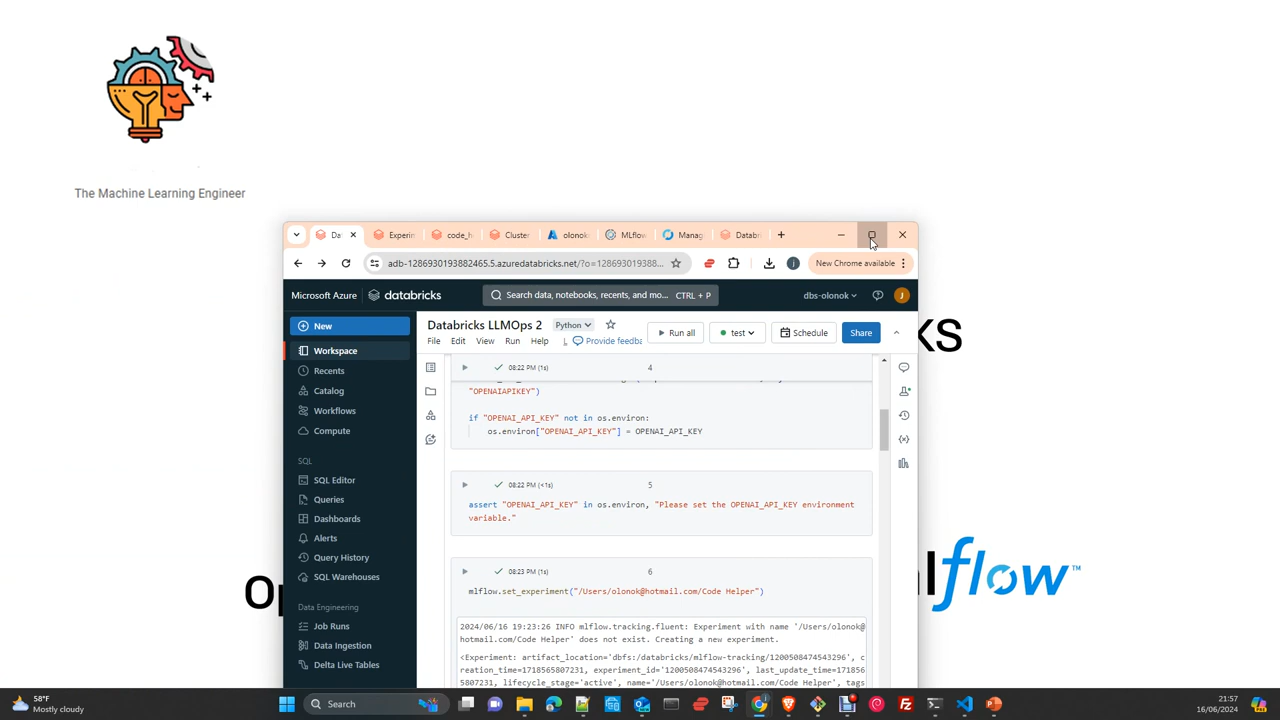 The Machine Learning Engineer
Da
Experim
code_h
Cluster
olonok
MLflow
Manag
Databri
adb-1286930193882465.5.azuredatabricks.net/?o=128693019388...
New Chrome available
Microsoft Azure databricks
Search data, notebooks, recents, and mo... CTRL + P
dbs-olonok
J
New
Workspace
Recents
Catalog
Workflows
Compute
SQL
SQL Editor
Queries
Dashboards
Alerts
Query History
SQL Warehouses
Data Engineering
Job Runs
Data Ingestion
Delta Live Tables
Databricks LLMOps 2 Python
File Edit View Run Help Provide feedba
Run all
test
Schedule
Share
08:22 PM (1s) 4
"OPENAIAPIKEY")
if "OPENAI_API_KEY" not in os.environ:
os.environ["OPENAI_API_KEY"] = OPENAI_API_KEY
08:22 PM (<1s) 5
assert "OPENAI_API_KEY" in os.environ, "Please set the OPENAI_API_KEY environment
variable."
08:23 PM (1s) 6
mlflow.set_experiment("/Users/olonok@hotmail.com/Code Helper")
2024/06/16 19:23:26 INFO mlflow.tracking.fluent: Experiment with name '/Users/olonok@
hotmail.com/Code Helper' does not exist. Creating a new experiment.
<Experiment: artifact_location='dbfs:/databricks/mlflow-tracking/1200508474543296', cr
eation_time=1718565807231, experiment_id='1200508474543296', last_update_time=171856
5807231, lifecycle_stage='active', name='/Users/olonok@hotmail.com/Code Helper', tags
ks
op
lflow™
58°F
Mostly cloudy
Search
21:57
16/06/2024